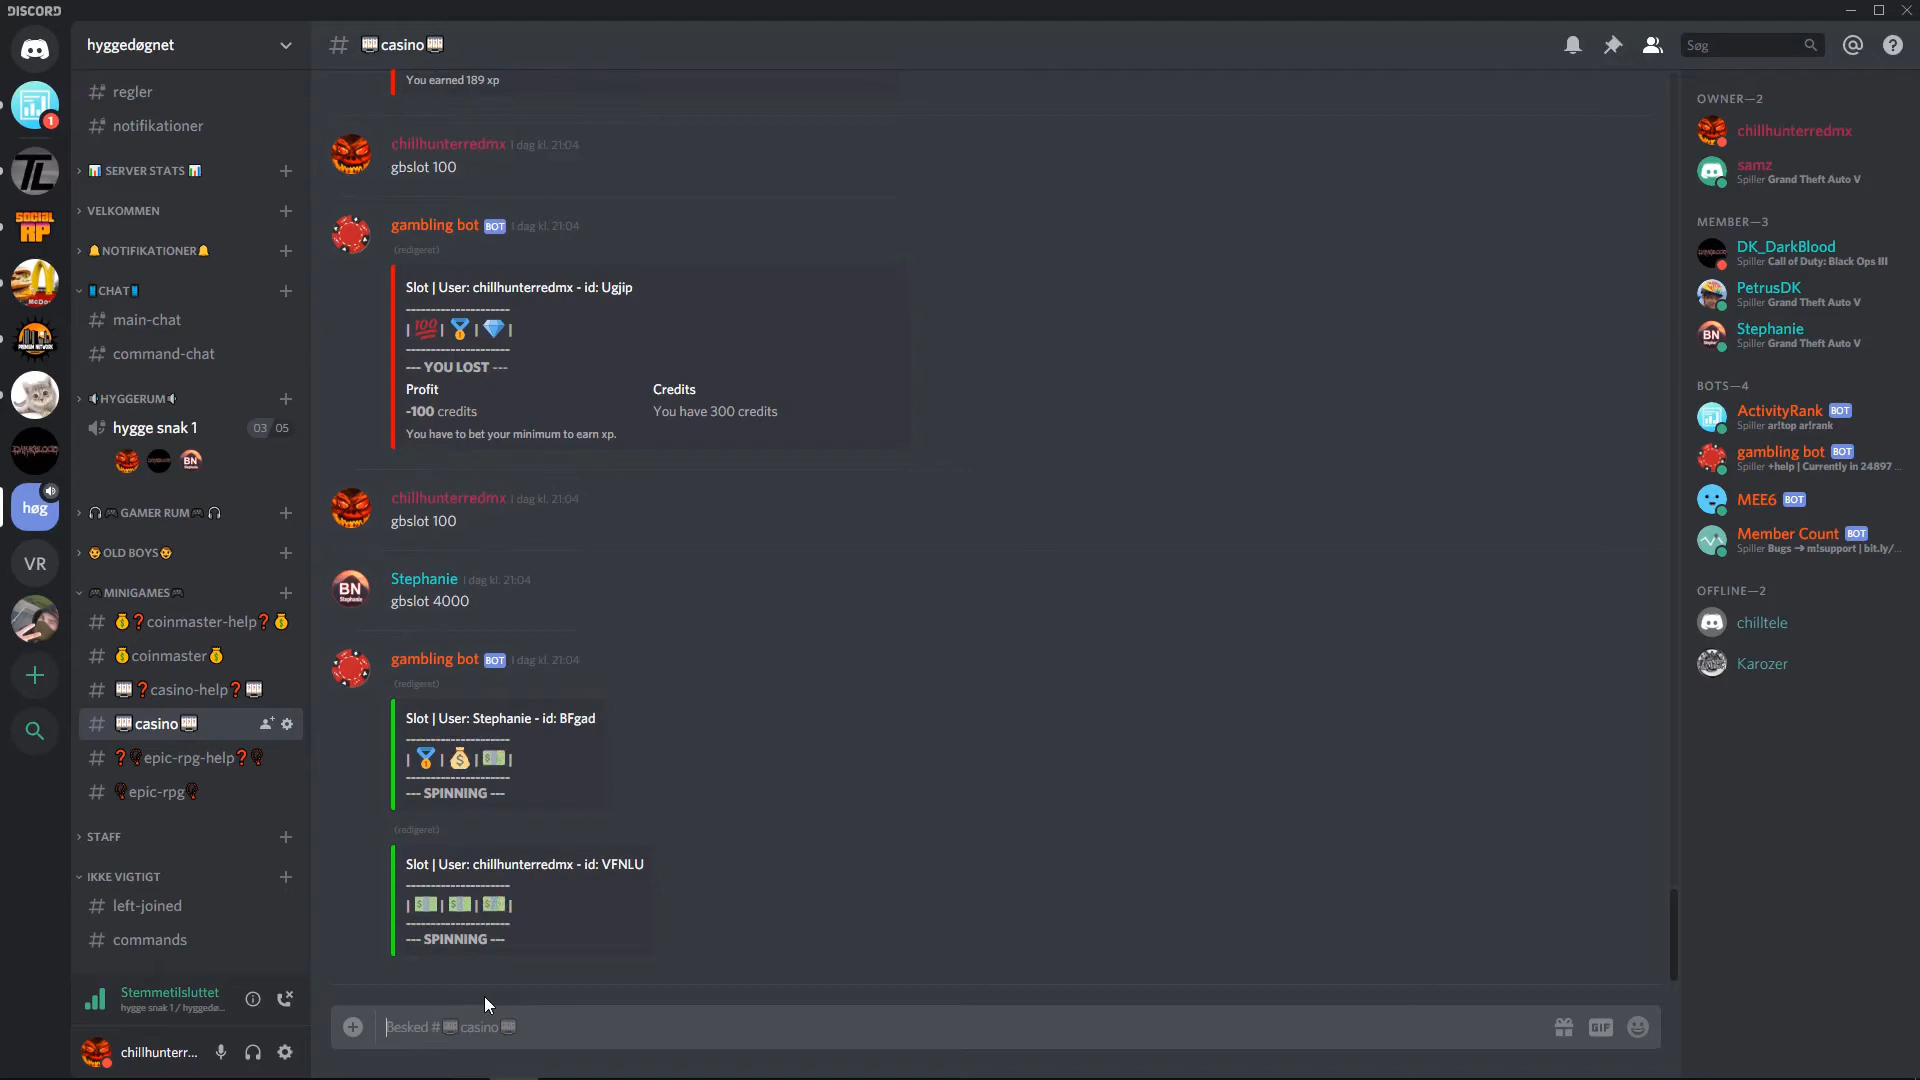 DISCORD
hyggedøgnet
casino
Søg
regler
notifikationer
SERVER STATS
VELKOMMEN
NOTIFIKATIONER
CHAT
main-chat
command-chat
HYGGERUM
hygge snak 1
03 05
GAMER RUM
OLD BOYS
MINIGAMES
coinmaster-help
coinmaster
casino-help
casino
epic-rpg-help
epic-rpg
STAFF
IKKE VIGTIGT
left-joined
commands
Stemmetilsluttet
hygge snak 1 / hyggedø...
chillhunterr...
1
TL
SOCIAL
RP
høg
VR
You earned 189 xp
chillhunterredmx I dag kl. 21:04
gbslot 100
gambling bot BOT I dag kl. 21:04
(redigeret)
Slot | User: chillhunterredmx - id: Ugjip
---------------------
| 💯 | 🏅 | 💎 |
---------------------
--- YOU LOST ---
Profit Credits
-100 credits You have 300 credits
You have to bet your minimum to earn xp.
chillhunterredmx I dag kl. 21:04
gbslot 100
BN
Stephanie I dag kl. 21:04
gbslot 4000
gambling bot BOT I dag kl. 21:04
(redigeret)
Slot | User: Stephanie - id: BFgad
---------------------
| 🏅 | 💰 | 💵 |
---------------------
--- SPINNING ---
(redigeret)
Slot | User: chillhunterredmx - id: VFNLU
---------------------
| 💵 | 💵 | 💵 |
---------------------
--- SPINNING ---
Besked # casino
GIF
OWNER—2
chillhunterredmx
samz
Spiller Grand Theft Auto V
MEMBER—3
DK_DarkBlood
Spiller Call of Duty: Black Ops III
PetrusDK
Spiller Grand Theft Auto V
Stephanie
Spiller Grand Theft Auto V
BOTS—4
ActivityRank BOT
Spiller ar!top ar!rank
gambling bot BOT
Spiller +help | Currently in 24897 ...
MEE6 BOT
Member Count BOT
Spiller Bugs ➔ m!support | bit.ly/...
OFFLINE—2
chilltele
Karozer